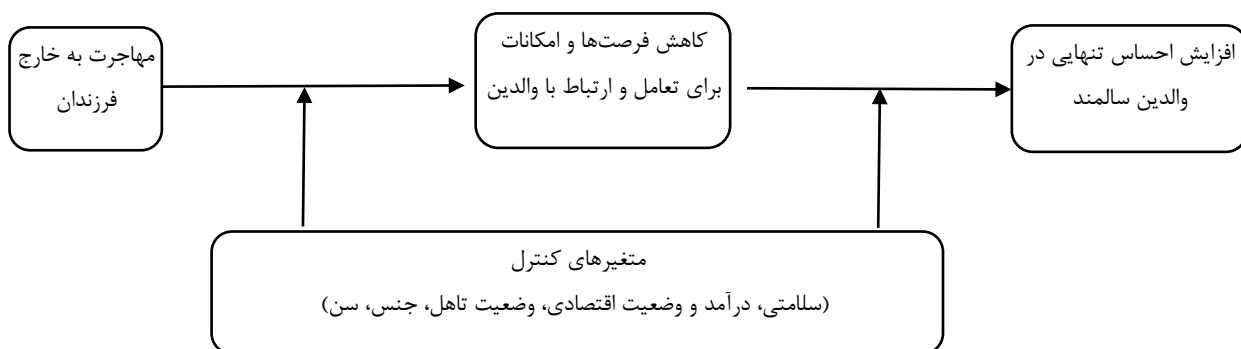 مهاجرت به خارج
فرزندان
کاهش فرصت‌ها و امکانات
برای تعامل و ارتباط با والدین
افزایش احساس تنهایی در
والدین سالمند
متغیرهای کنترل
(سلامتی، درآمد و وضعیت اقتصادی، وضعیت تاهل، جنس، سن)